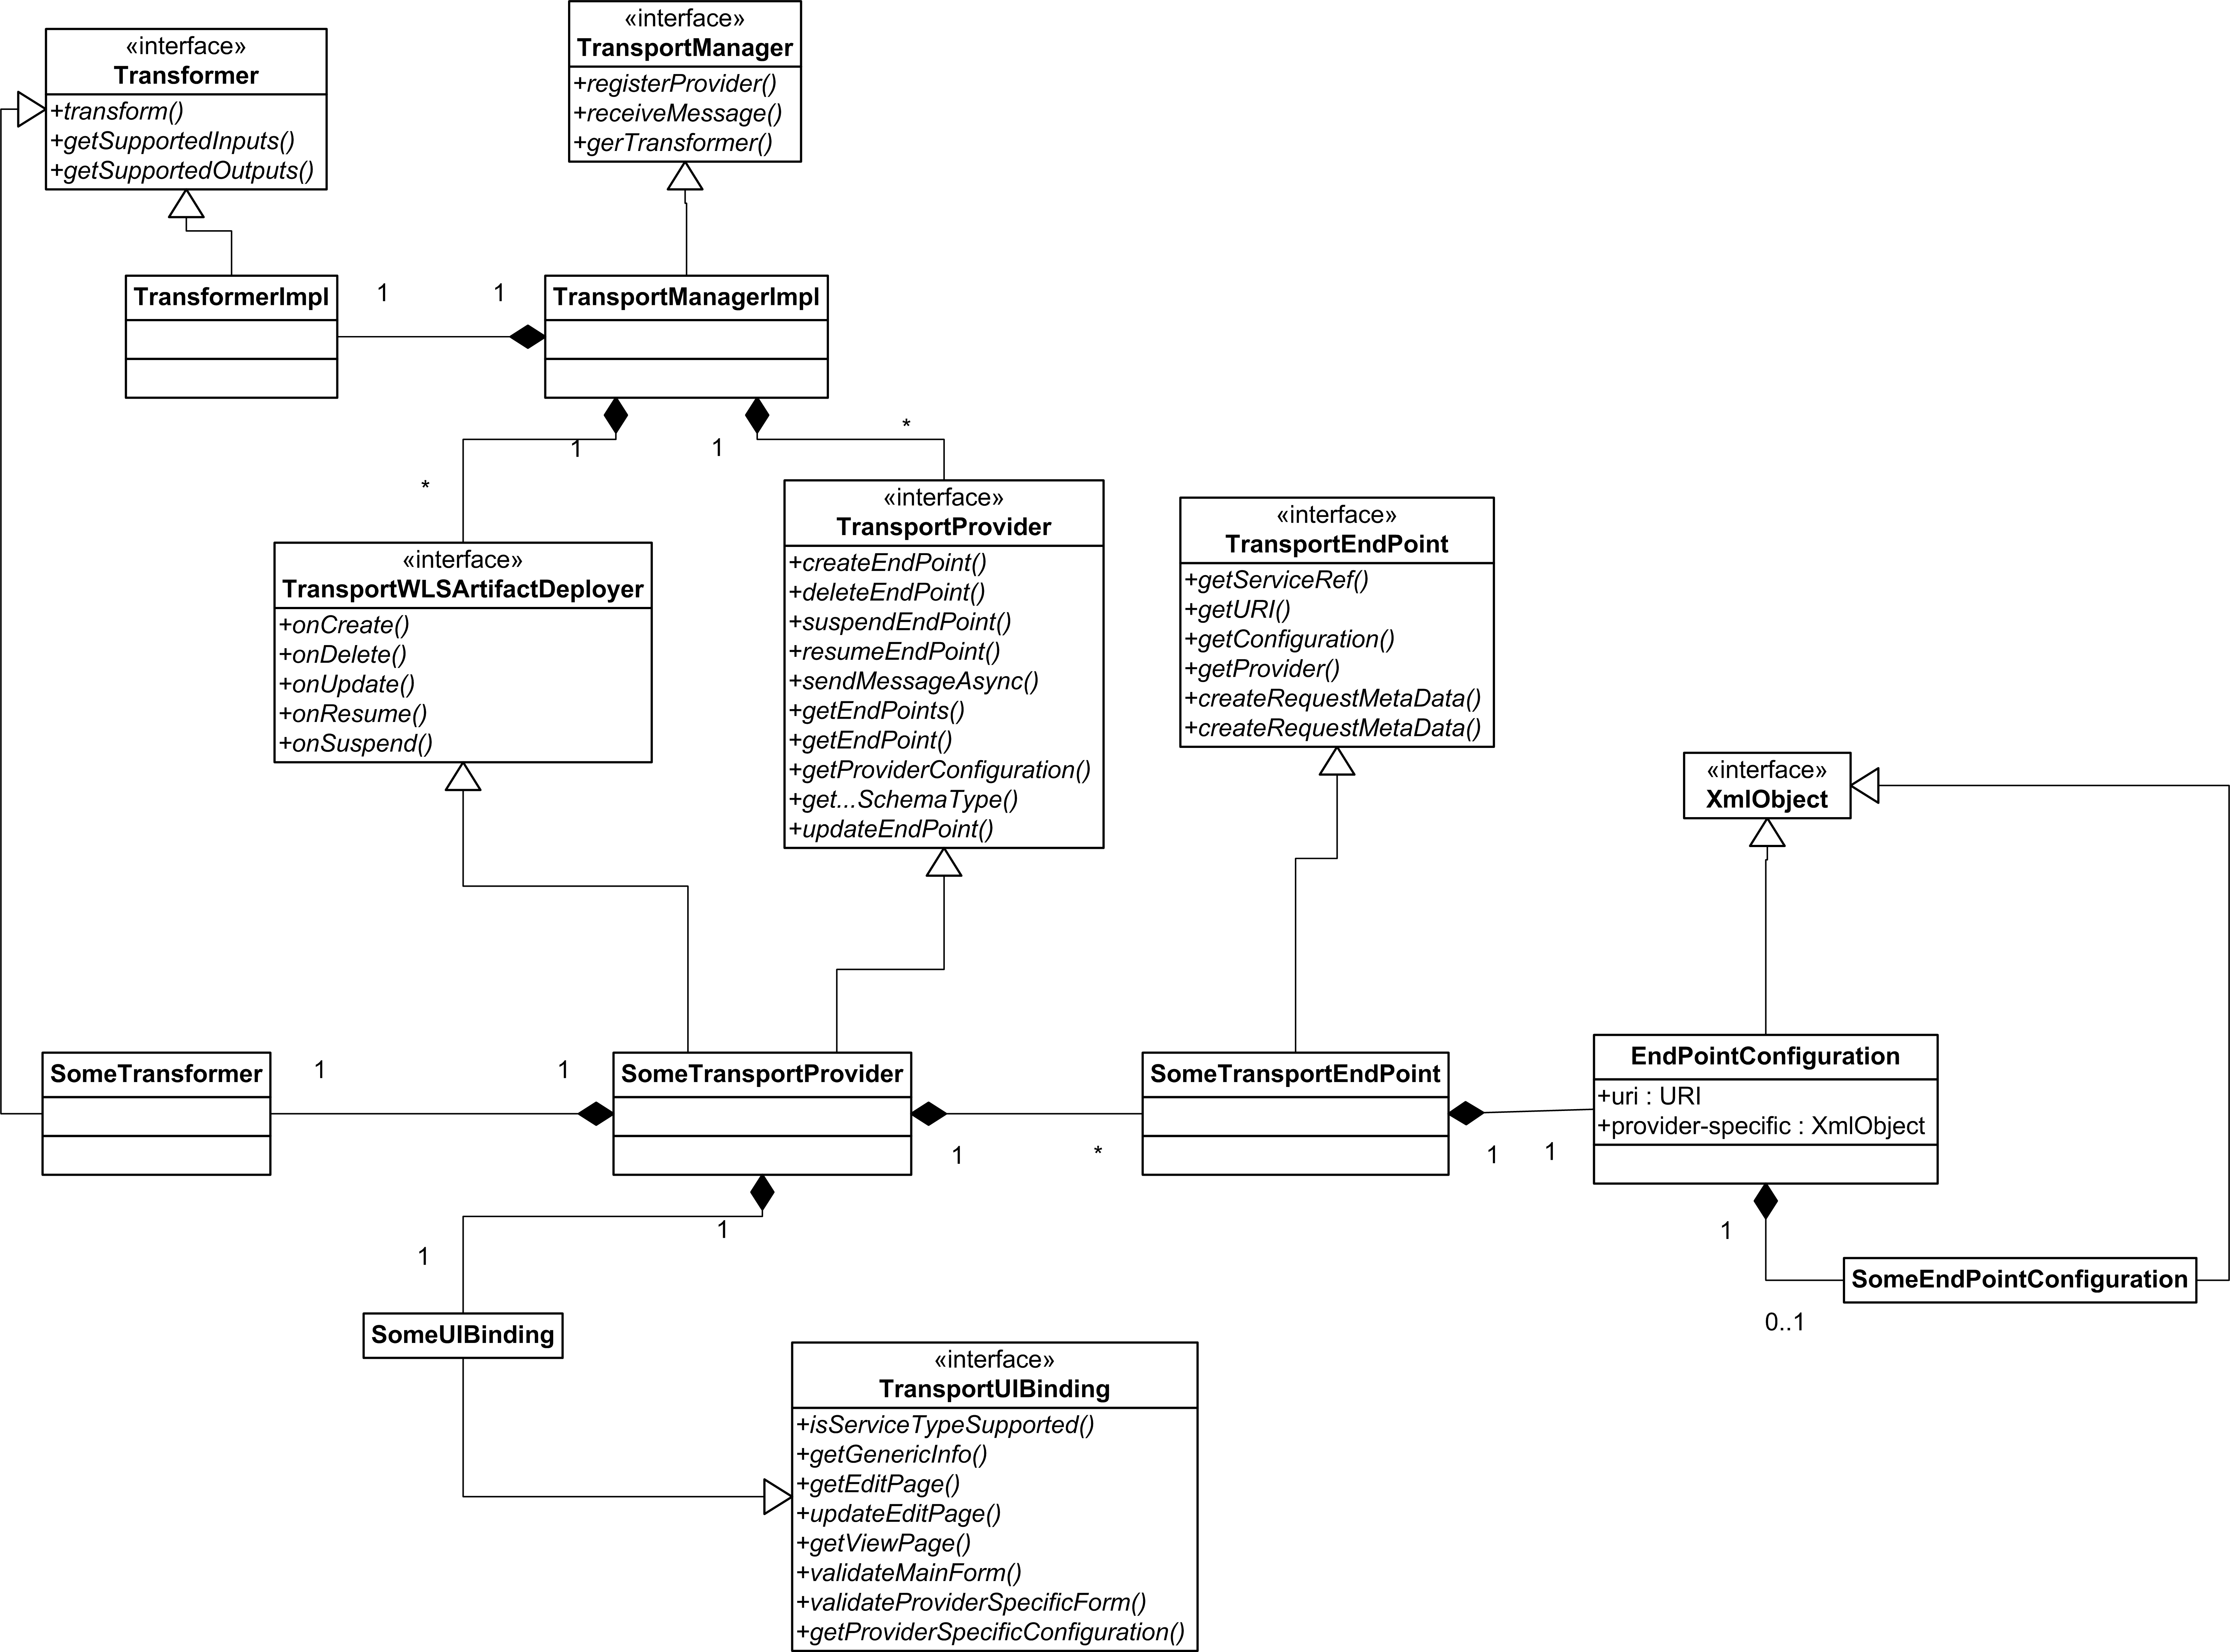 «interface»
Transformer
+transform()
+getSupportedInputs()
+getSupportedOutputs()
«interface»
TransportManager
+registerProvider()
+receiveMessage()
+gerTransformer()
TransformerImpl
1
1
TransportManagerImpl
1
*
1
*
«interface»
TransportWLSArtifactDeployer
+onCreate()
+onDelete()
+onUpdate()
+onResume()
+onSuspend()
«interface»
TransportProvider
+createEndPoint()
+deleteEndPoint()
+suspendEndPoint()
+resumeEndPoint()
+sendMessageAsync()
+getEndPoints()
+getEndPoint()
+getProviderConfiguration()
+get...SchemaType()
+updateEndPoint()
«interface»
TransportEndPoint
+getServiceRef()
+getURI()
+getConfiguration()
+getProvider()
+createRequestMetaData()
+createRequestMetaData()
«interface»
XmlObject
SomeTransformer
1
1
SomeTransportProvider
1
*
SomeTransportEndPoint
1
1
EndPointConfiguration
+uri : URI
+provider-specific : XmlObject
1
1
1
0..1
SomeEndPointConfiguration
SomeUIBinding
«interface»
TransportUIBinding
+isServiceTypeSupported()
+getGenericInfo()
+getEditPage()
+updateEditPage()
+getViewPage()
+validateMainForm()
+validateProviderSpecificForm()
+getProviderSpecificConfiguration()